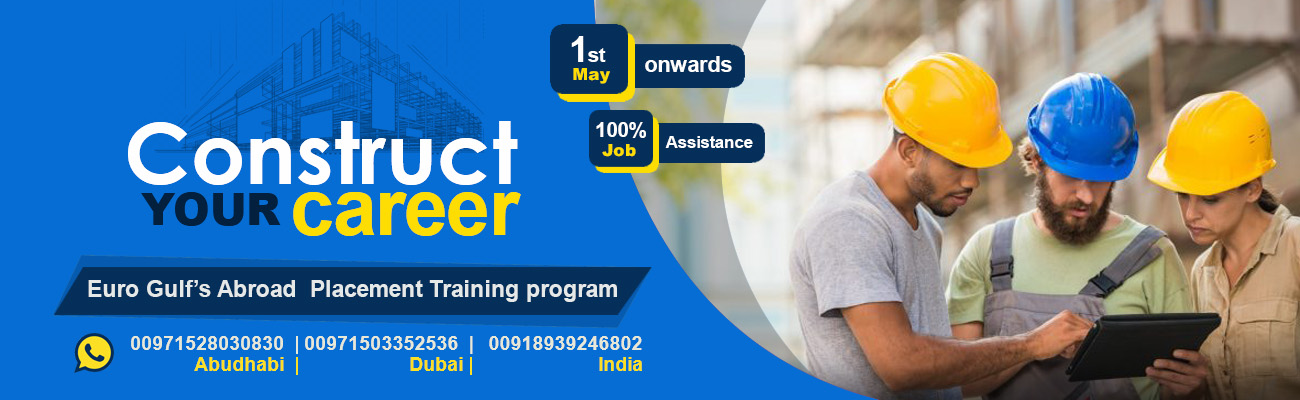 1st
May
onwards
100%
Job
Assistance
Construct
YOUR career
Euro Gulf's Abroad Placement Training program
00971528030830 | 00971503352536 | 00918939246802
Abudhabi | Dubai | India